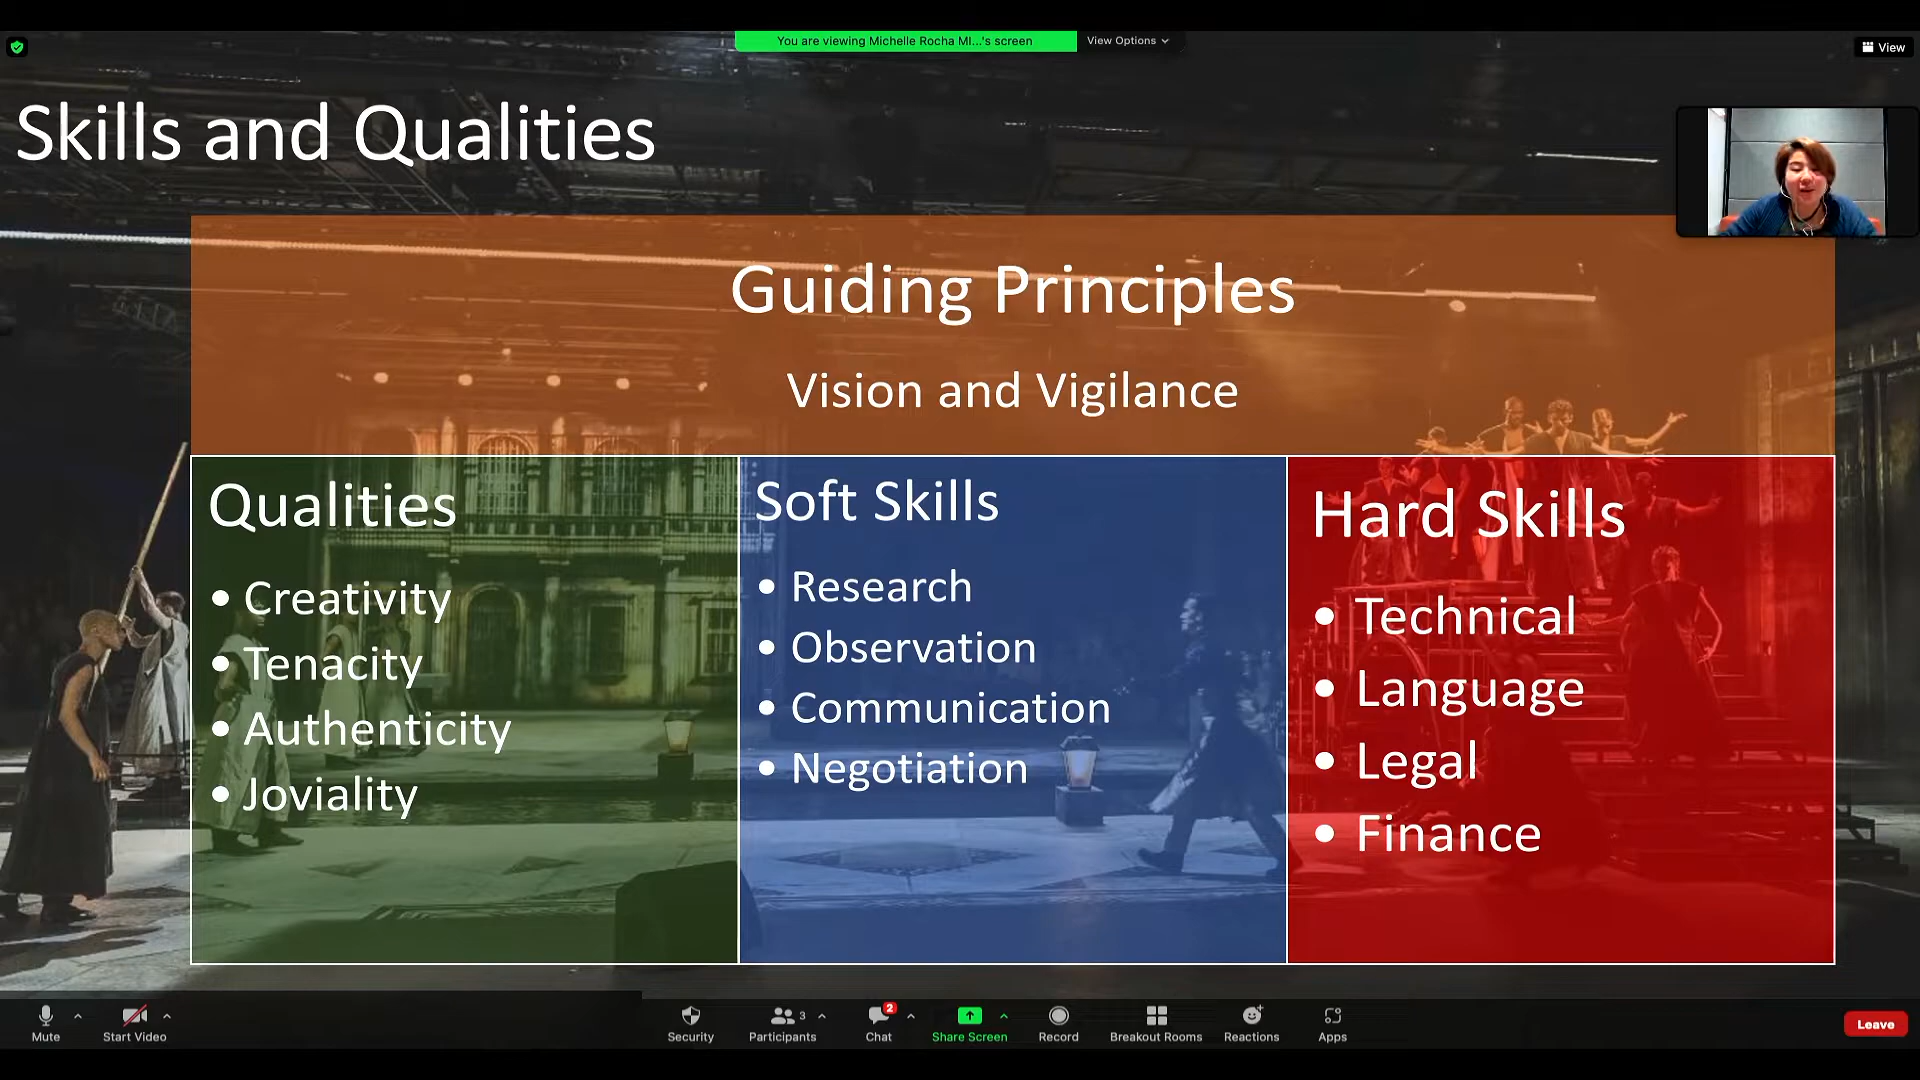 You are viewing Michelle Rocha MI...'s screen
View Options
View
Skills and Qualities
Guiding Principles
Vision and Vigilance
Qualities
• Creativity
• Tenacity
• Authenticity
• Joviality
Soft Skills
• Research
• Observation
• Communication
• Negotiation
Hard Skills
• Technical
• Language
• Legal
• Finance
Mute
Start Video
Security
3
Participants
2
Chat
Share Screen
Record
Breakout Rooms
Reactions
Apps
Leave